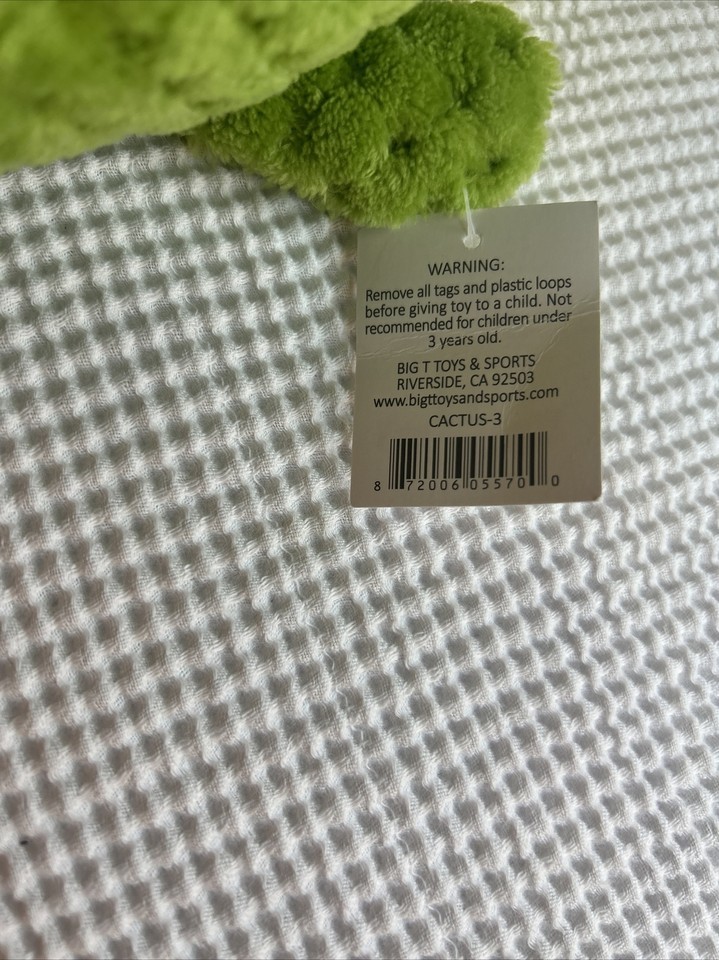 WARNING:
Remove all tags and plastic loops
before giving toy to a child. Not
recommended for children under
3 years old.
BIG T TOYS & SPORTS
RIVERSIDE, CA 92503
www.bigttoysandsports.com
CACTUS-3
8 72006 05570 0